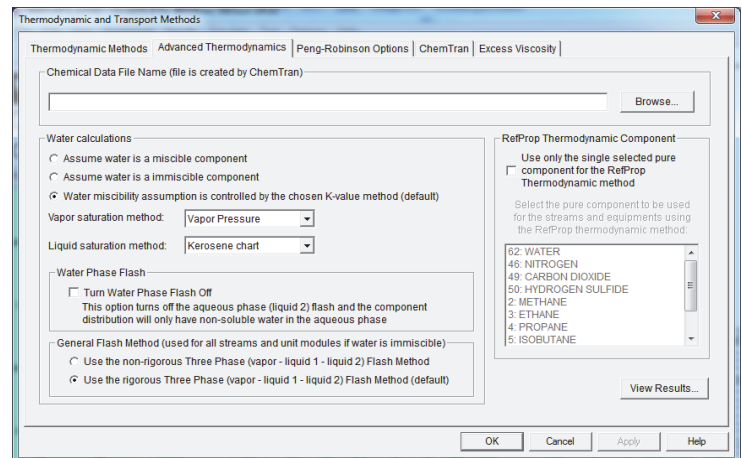 Thermodynamic and Transport Methods
Thermodynamic Methods
Advanced Thermodynamics
Peng-Robinson Options
ChemTran
Excess Viscosity
Chemical Data File Name (file is created by ChemTran)
Browse...
Water calculations
Assume water is a miscible component
Assume water is a immiscible component
Water miscibility assumption is controlled by the chosen K-value method (default)
Vapor saturation method:
Vapor Pressure
Liquid saturation method:
Kerosene chart
Water Phase Flash
Turn Water Phase Flash Off
This option turns off the aqueous phase (liquid 2) flash and the component
distribution will only have non-soluble water in the aqueous phase
General Flash Method (used for all streams and unit modules if water is immiscible)
Use the non-rigorous Three Phase (vapor - liquid 1 - liquid 2) Flash Method
Use the rigorous Three Phase (vapor - liquid 1 - liquid 2) Flash Method (default)
RefProp Thermodynamic Component
Use only the single selected pure
component for the RefProp
Thermodynamic method
Select the pure component to be used
for the streams and equipments using
the RefProp thermodynamic method:
62: WATER
46: NITROGEN
49: CARBON DIOXIDE
50: HYDROGEN SULFIDE
2: METHANE
3: ETHANE
4: PROPANE
5: ISOBUTANE
View Results...
OK
Cancel
Apply
Help